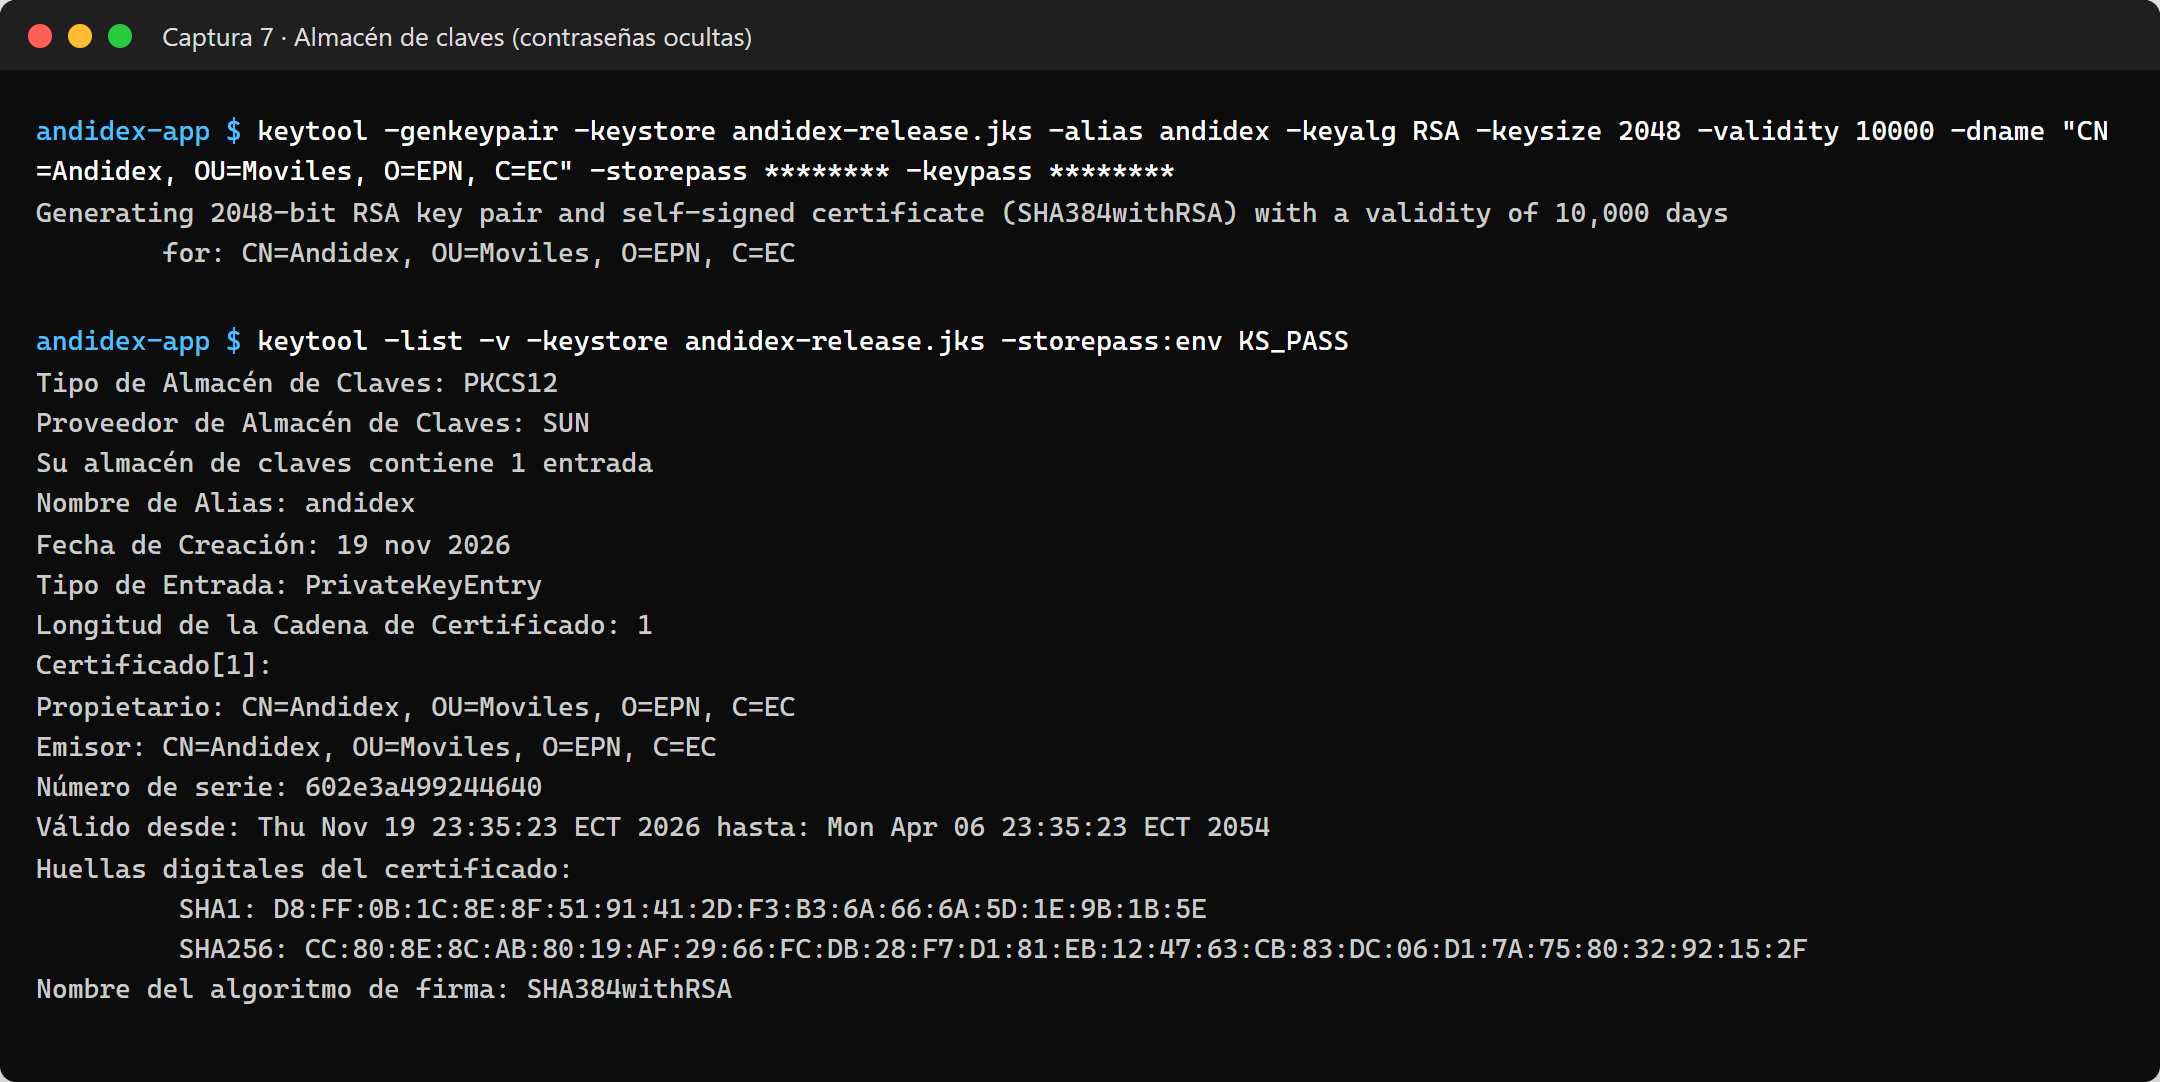 Captura 7 · Almacén de claves (contraseñas ocultas)
andidex-app $ keytool -genkeypair -keystore andidex-release.jks -alias andidex -keyalg RSA -keysize 2048 -validity 10000 -dname "CN
=Andidex, OU=Moviles, O=EPN, C=EC" -storepass ******** -keypass ********
Generating 2048-bit RSA key pair and self-signed certificate (SHA384withRSA) with a validity of 10,000 days
for: CN=Andidex, OU=Moviles, O=EPN, C=EC
andidex-app $ keytool -list -v -keystore andidex-release.jks -storepass:env KS_PASS
Tipo de Almacén de Claves: PKCS12
Proveedor de Almacén de Claves: SUN
Su almacén de claves contiene 1 entrada
Nombre de Alias: andidex
Fecha de Creación: 19 nov 2026
Tipo de Entrada: PrivateKeyEntry
Longitud de la Cadena de Certificado: 1
Certificado[1]:
Propietario: CN=Andidex, OU=Moviles, O=EPN, C=EC
Emisor: CN=Andidex, OU=Moviles, O=EPN, C=EC
Número de serie: 602e3a499244640
Válido desde: Thu Nov 19 23:35:23 ECT 2026 hasta: Mon Apr 06 23:35:23 ECT 2054
Huellas digitales del certificado:
SHA1: D8:FF:0B:1C:8E:8F:51:91:41:2D:F3:B3:6A:66:6A:5D:1E:9B:1B:5E
SHA256: CC:80:8E:8C:AB:80:19:AF:29:66:FC:DB:28:F7:D1:81:EB:12:47:63:CB:83:DC:06:D1:7A:75:80:32:92:15:2F
Nombre del algoritmo de firma: SHA384withRSA